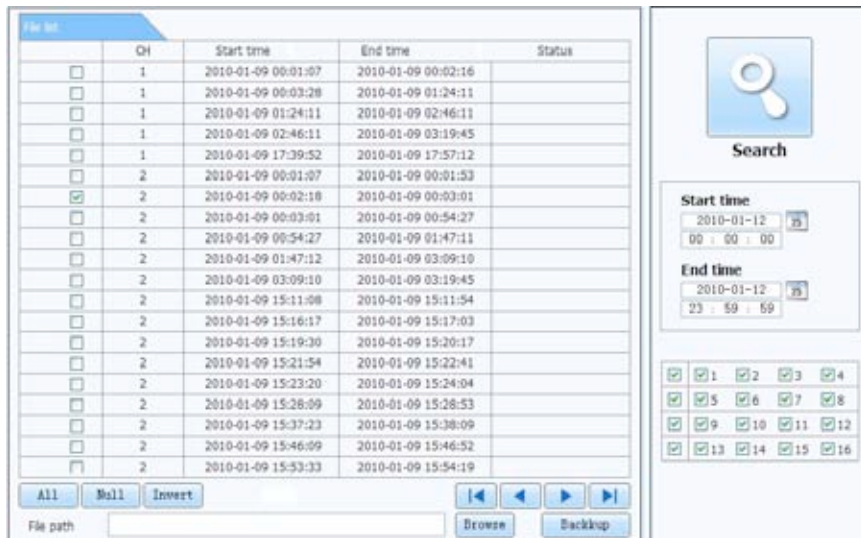 File list
CH Start time End time Status
1 2010-01-09 00:01:07 2010-01-09 00:02:16
1 2010-01-09 00:03:28 2010-01-09 01:24:11
1 2010-01-09 01:24:11 2010-01-09 02:46:11
1 2010-01-09 02:46:11 2010-01-09 03:19:45
1 2010-01-09 17:39:52 2010-01-09 17:57:12
2 2010-01-09 00:01:07 2010-01-09 00:01:53
2 2010-01-09 00:02:18 2010-01-09 00:03:01
2 2010-01-09 00:03:01 2010-01-09 00:54:27
2 2010-01-09 00:54:27 2010-01-09 01:47:11
2 2010-01-09 01:47:12 2010-01-09 03:09:10
2 2010-01-09 03:09:10 2010-01-09 03:19:45
2 2010-01-09 15:11:08 2010-01-09 15:11:54
2 2010-01-09 15:16:17 2010-01-09 15:17:03
2 2010-01-09 15:19:30 2010-01-09 15:20:17
2 2010-01-09 15:21:54 2010-01-09 15:22:41
2 2010-01-09 15:23:20 2010-01-09 15:24:04
2 2010-01-09 15:28:09 2010-01-09 15:28:53
2 2010-01-09 15:37:23 2010-01-09 15:38:09
2 2010-01-09 15:46:09 2010-01-09 15:46:52
2 2010-01-09 15:53:33 2010-01-09 15:54:19
All Null Invert
File path Browse Backkup
Search
Start time
2010-01-12 15
00 : 00 : 00
End time
2010-01-12 15
23 : 59 : 59
1 2 3 4
5 6 7 8
9 10 11 12
13 14 15 16